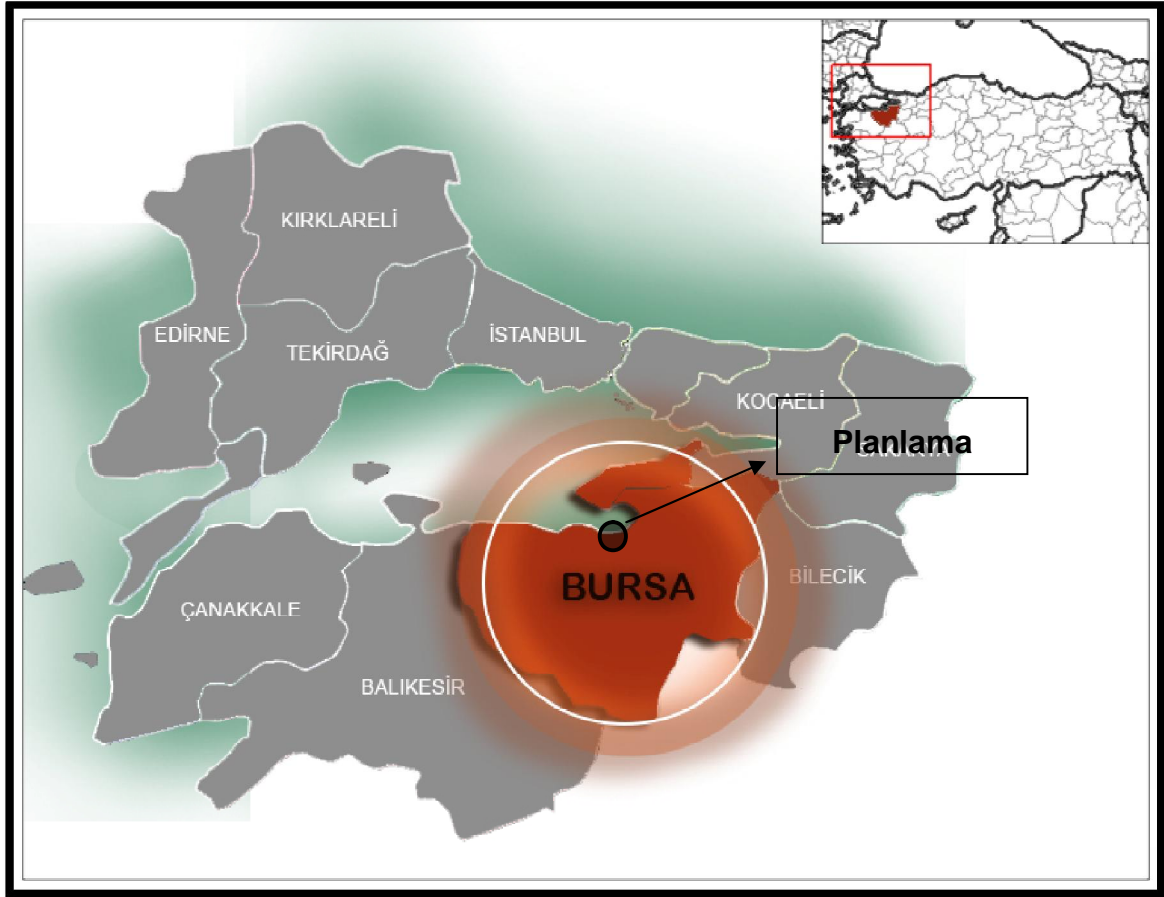 KIRKLARELİ
EDİRNE
TEKİRDAĞ
İSTANBUL
KOCAELİ
Planlama
BURSA
BİLECİK
ÇANAKKALE
BALIKESİR